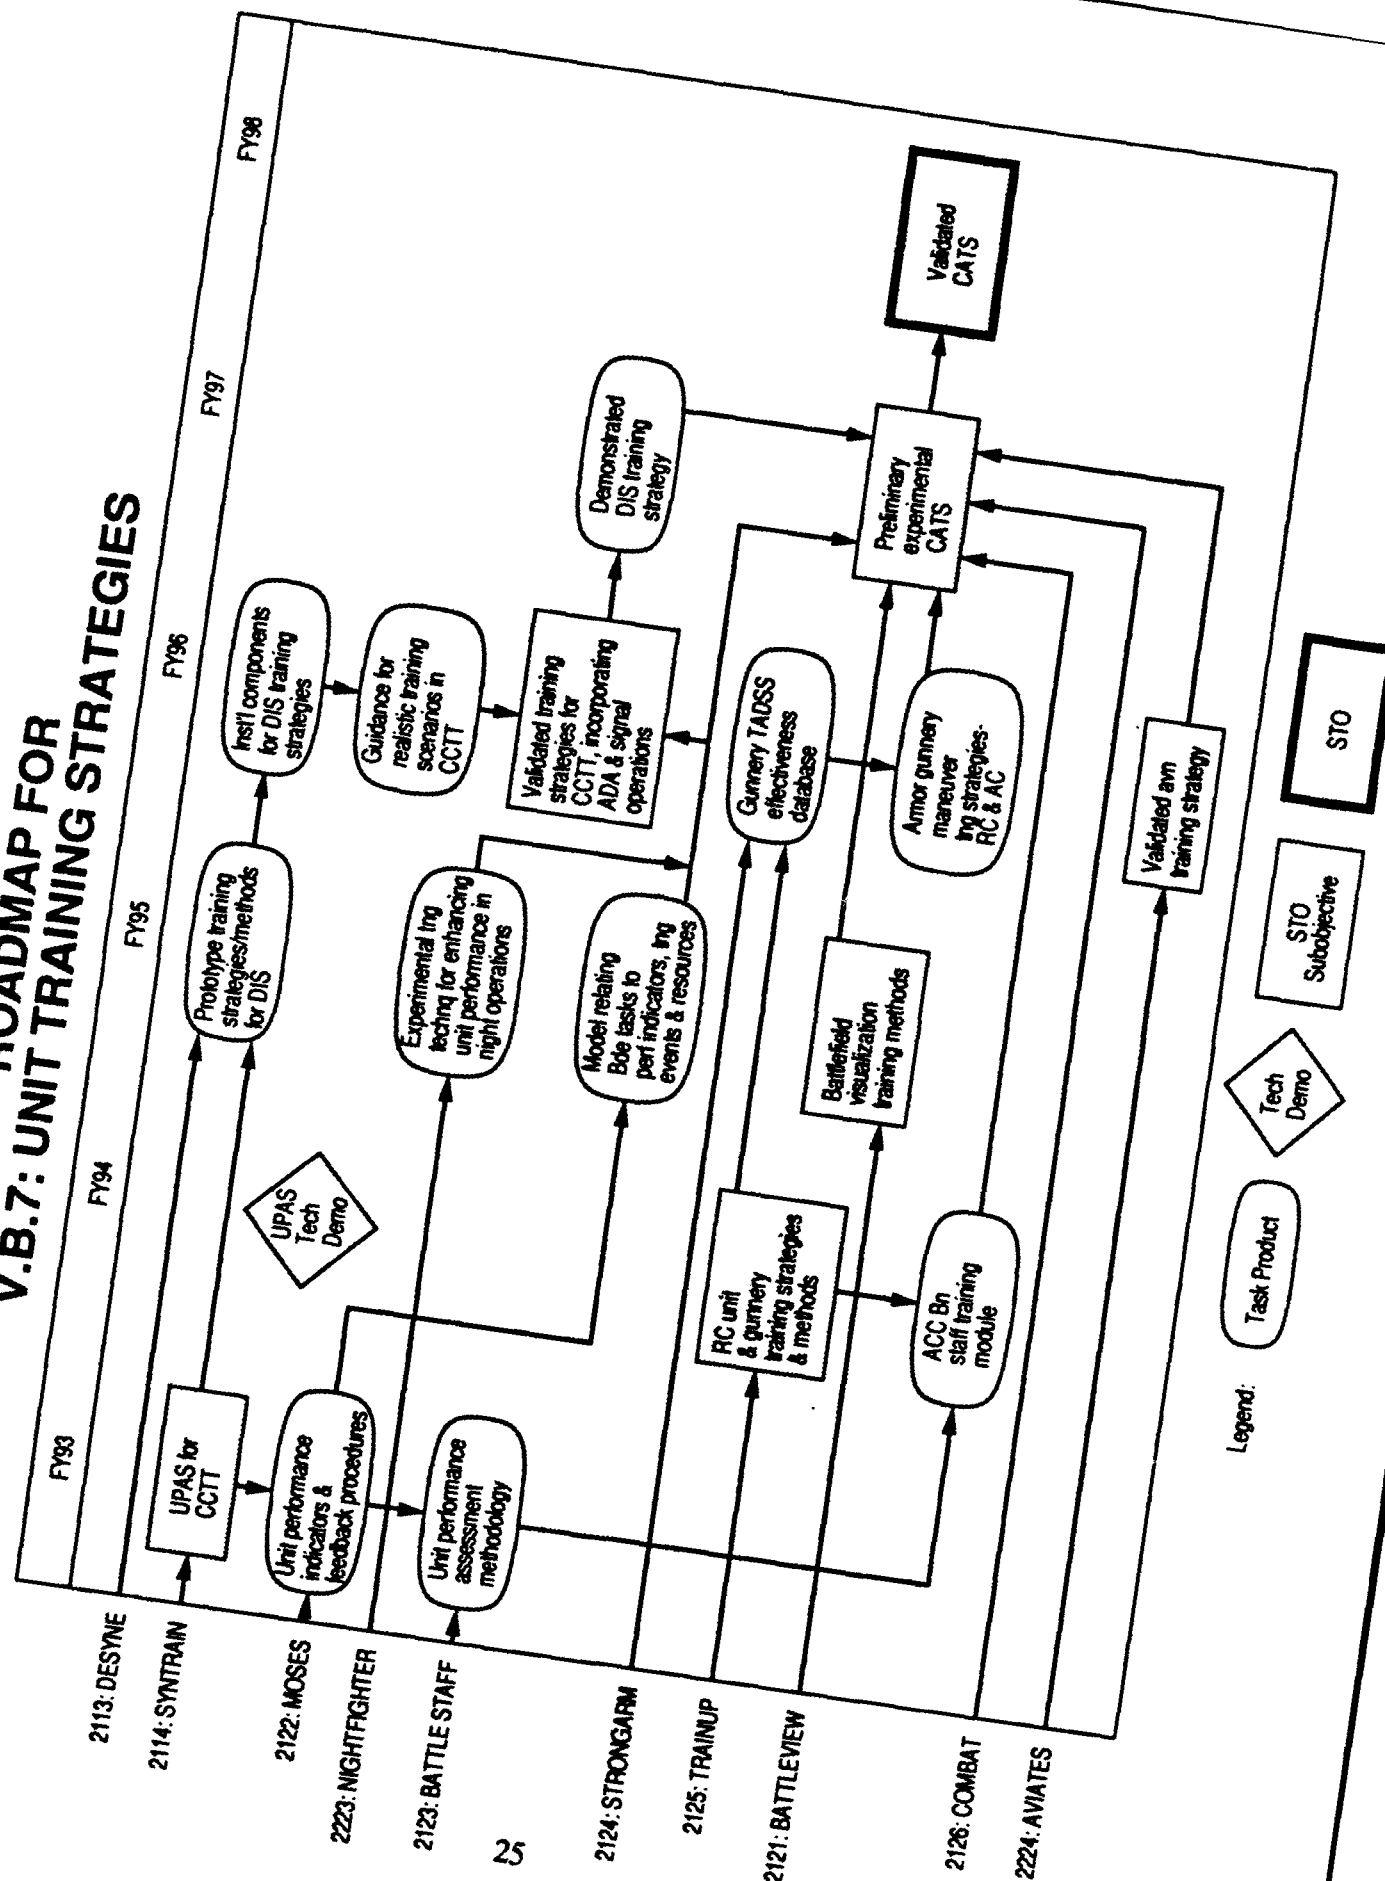 ROADMAP FOR
V.B.7: UNIT TRAINING STRATEGIES
FY93
FY94
FY95
FY96
FY97
FY98
2113: DESYNE
2114: SYNTRAIN
2122: MOSES
2223: NIGHTFIGHTER
2123: BATTLE STAFF
2124: STRONGARM
2125: TRAINUP
2121: BATTLEVIEW
2126: COMBAT
2224: AVIATES
UPAS for
CCTT
Unit performance
indicators &
feedback procedures
Unit performance
assessment
methodology
UPAS
Tech
Demo
Prototype training
strategies/methods
for DIS
Inst'l components
for DIS training
strategies
Guidance for
realistic training
scenarios in
CCTT
Experimental tng
technq for enhancing
unit performance in
night operations
Model relating
Bde tasks to
perf indicators, tng
events & resources
Validated training
strategies for
CCTT, incorporating
ADA & signal
operations
Demonstrated
DIS training
strategy
RC unit
& gunnery
training strategies
& methods
Gunnery TADSS
effectiveness
database
Battlefield
visualization
training methods
Armor gunnery
maneuver
tng strategies-
RC & AC
ACC Bn
staff training
module
Preliminary
experimental
CATS
Validated
CATS
Validated avn
training strategy
Legend:
Task Product
Tech
Demo
STO
Subobjective
STO
25